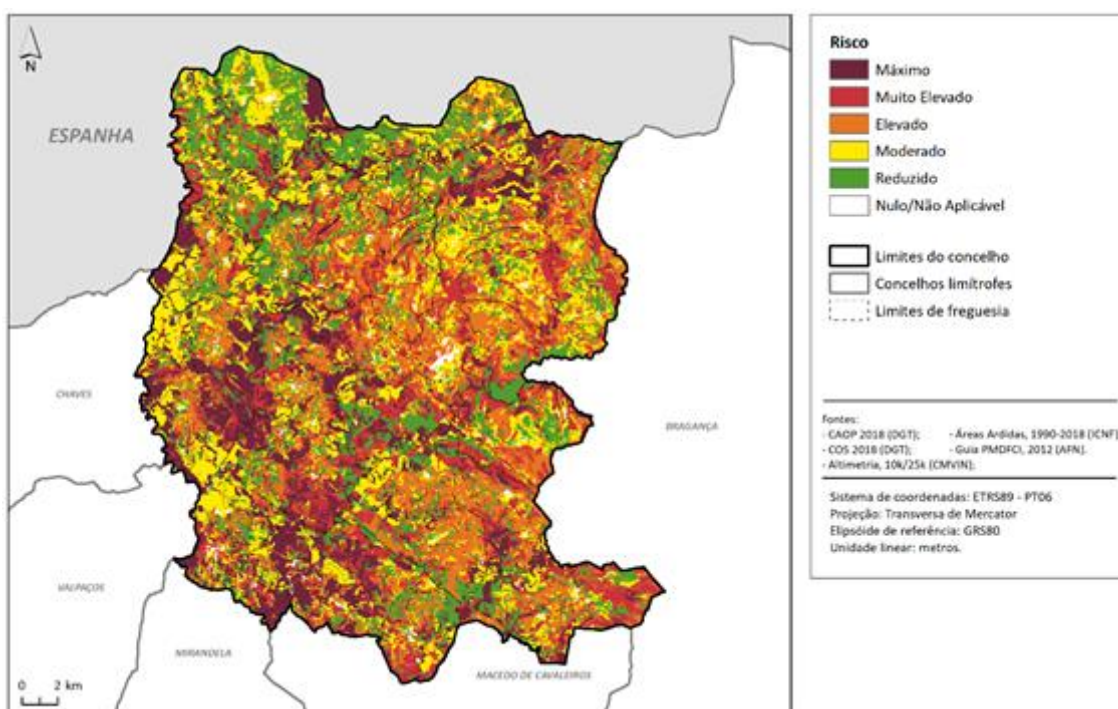 N
ESPANHA
CHAVES
BRAGANÇA
VALPAÇOS
MIRANDELA
MACEDO DE CAVALEIROS
0 2 km
Risco
Máximo
Muito Elevado
Elevado
Moderado
Reduzido
Nulo/Não Aplicável
Limites do concelho
Concelhos limítrofes
Limites de freguesia
Fontes:
- CAOP 2018 (DGT); - Áreas Ardidas, 1990-2018 (ICNF)
- COS 2018 (DGT); - Guia PMDFCI, 2012 (AFN).
- Altimetria, 10k/25k (CMVIN);
Sistema de coordenadas: ETRS89 - PT06
Projeção: Transversa de Mercator
Elipsóide de referência: GRS80
Unidade linear: metros.